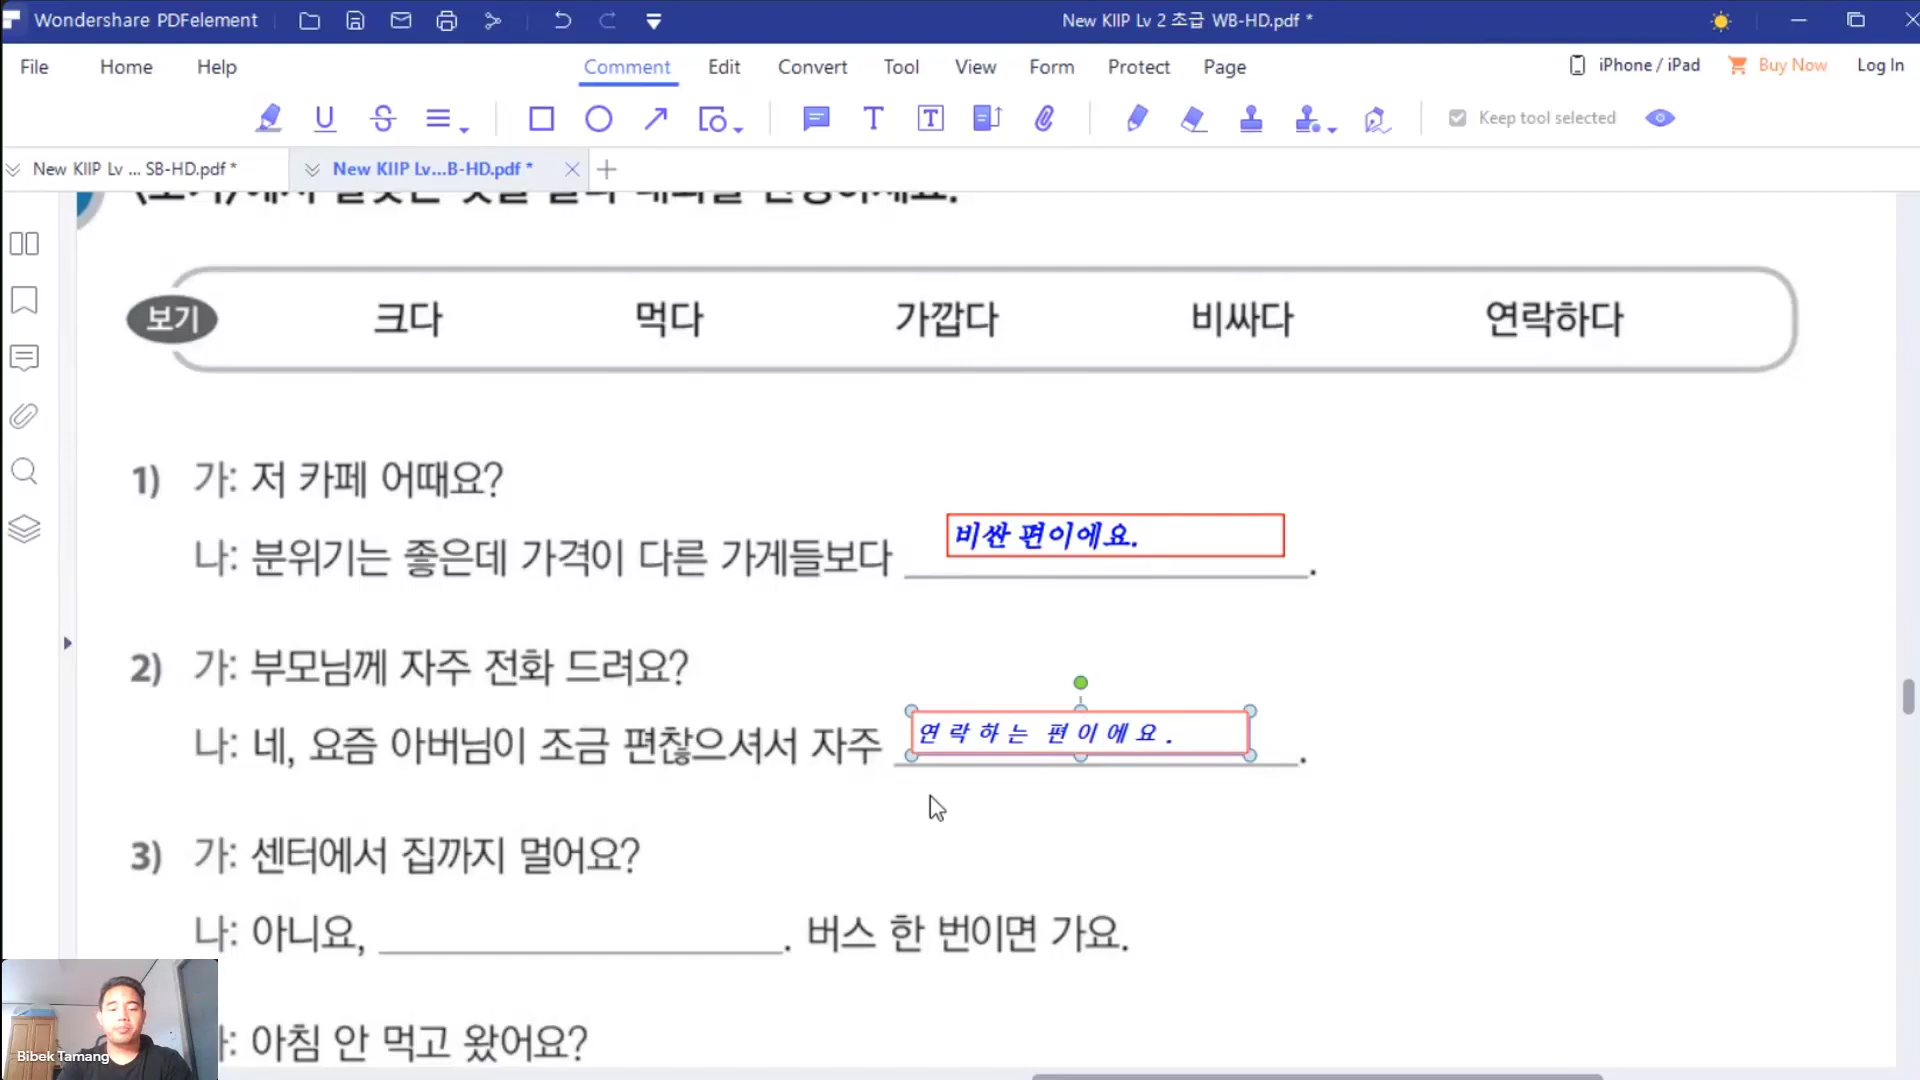 Wondershare PDFelement
New KIIP Lv 2 초급 WB-HD.pdf *
File Home Help Comment Edit Convert Tool View Form Protect Page iPhone / iPad Buy Now Log In
Keep tool selected
New KIIP Lv ... SB-HD.pdf *
New KIIP Lv...B-HD.pdf *
보기 크다 먹다 가깝다 비싸다 연락하다
1) 가: 저 카페 어때요?
나: 분위기는 좋은데 가격이 다른 가게들보다 비싼 편이에요. .
2) 가: 부모님께 자주 전화 드려요?
나: 네, 요즘 아버님이 조금 편찮으셔서 자주 연락하는 편이에요. .
3) 가: 센터에서 집까지 멀어요?
나: 아니요, . 버스 한 번이면 가요.
: 아침 안 먹고 왔어요?
Bibek Tamang